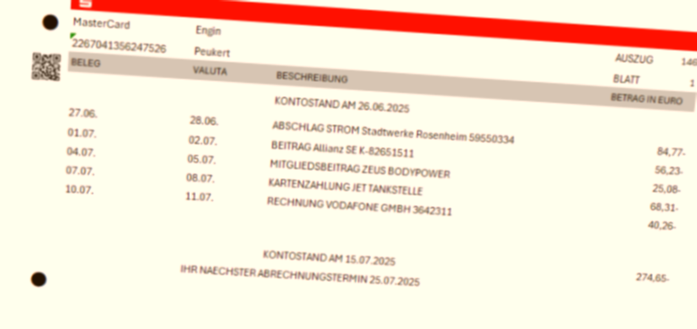 MasterCard Engin
2267041356247526 Peukert AUSZUG 146
BLATT 1
BELEG VALUTA BESCHREIBUNG BETRAG IN EURO
KONTOSTAND AM 26.06.2025
27.06. 28.06. ABSCHLAG STROM Stadtwerke Rosenheim 59550334 84,77-
01.07. 02.07. BEITRAG Allianz SE K-82651511 56,23-
04.07. 05.07. MITGLIEDSBEITRAG ZEUS BODYPOWER 25,08-
07.07. 08.07. KARTENZAHLUNG JET TANKSTELLE 68,31-
10.07. 11.07. RECHNUNG VODAFONE GMBH 3642311 40,26-
KONTOSTAND AM 15.07.2025 274,65-
IHR NAECHSTER ABRECHNUNGSTERMIN 25.07.2025